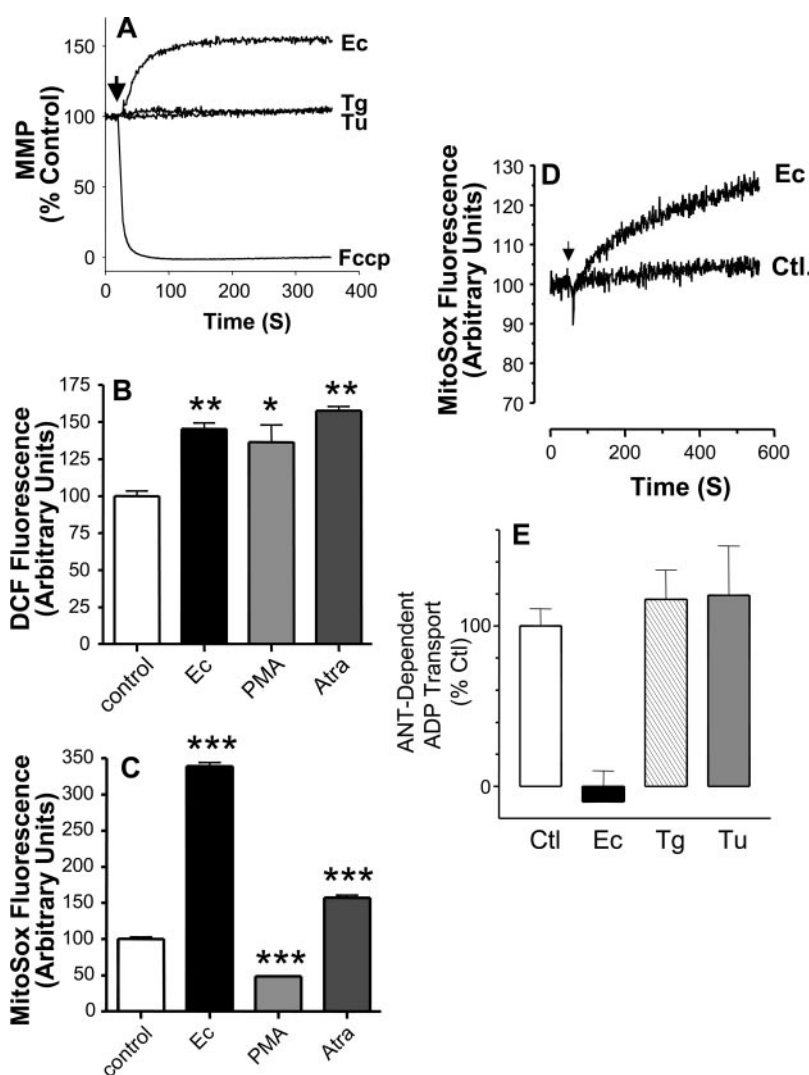 A
MMP
(% Control)
150
100
50
0
Ec
Tg
Tu
Fccp
0 100 200 300 400
Time (S)
B
DCF Fluorescence
(Arbitrary Units)
175
150
125
100
75
50
25
0
** * **
control Ec PMA Atra
C
MitoSox Fluorescence
(Arbitrary Units)
350
300
250
200
150
100
50
0
*** *** ***
control Ec PMA Atra
D
MitoSox Fluorescence
(Arbitrary Units)
130
120
110
100
90
80
70
Ec
Ctl.
0 200 400 600
Time (S)
E
ANT-Dependent
ADP Transport
(% Ctl)
100
0
Ctl Ec Tg Tu